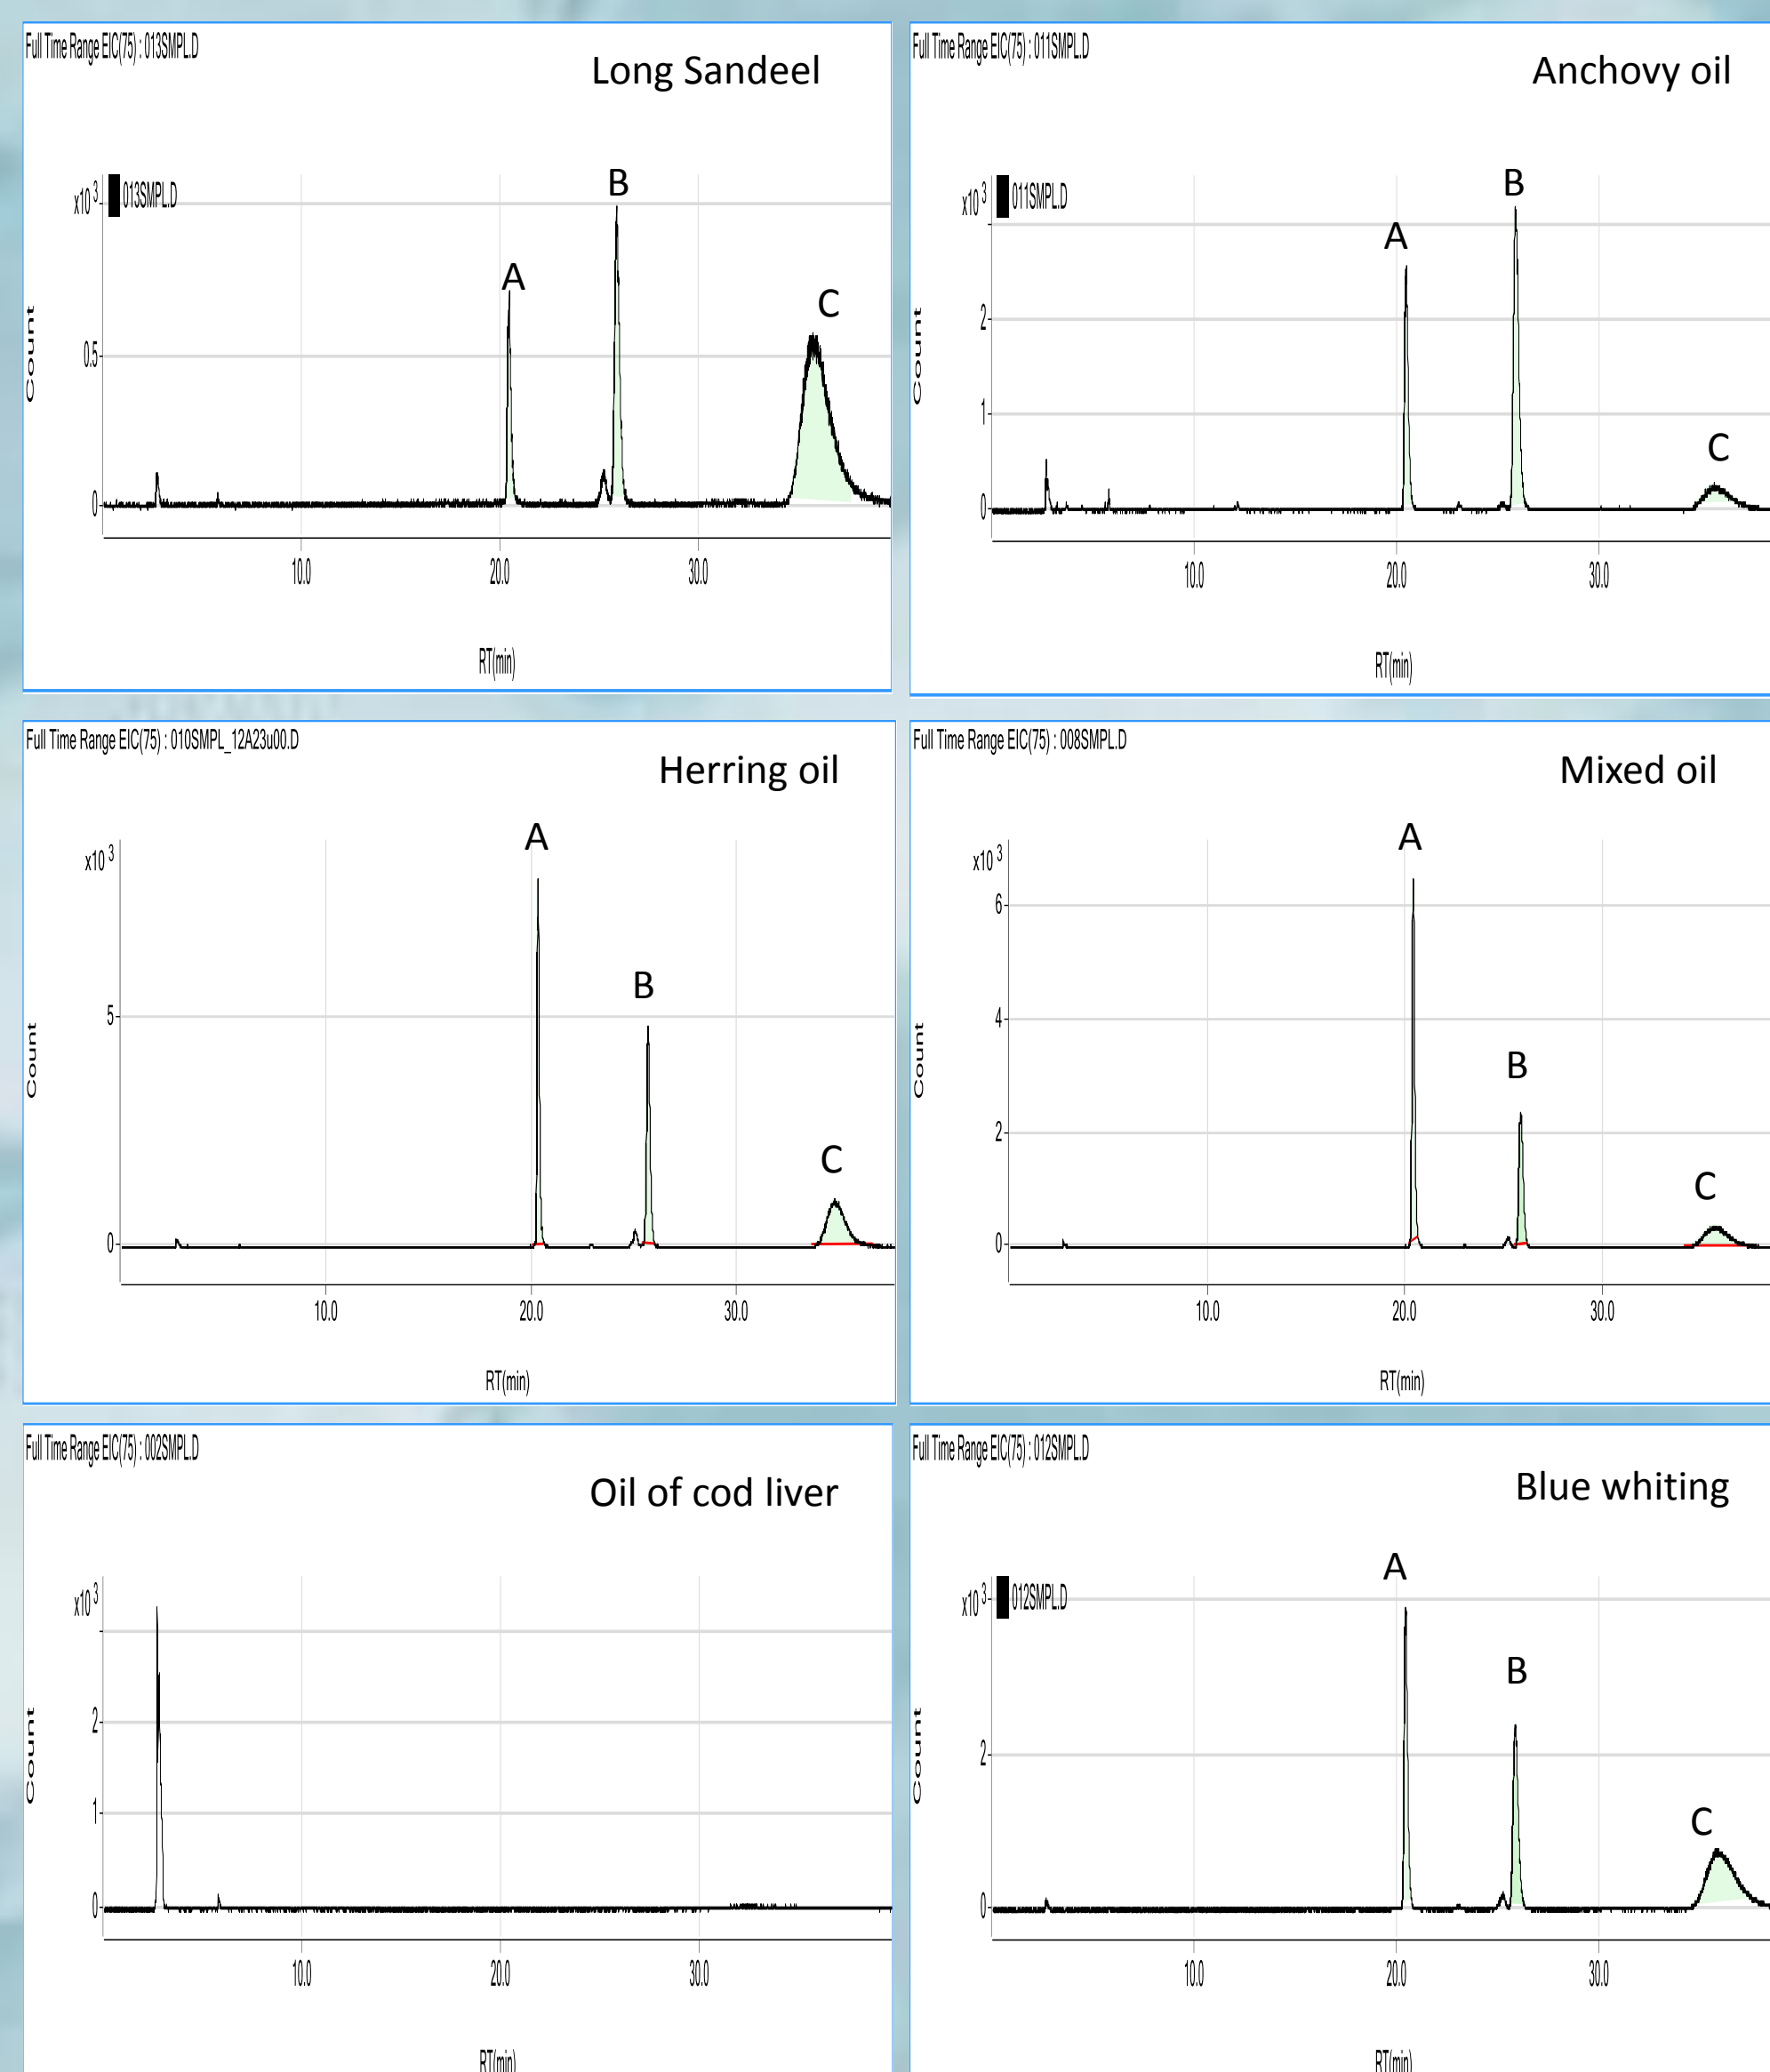 Full Time Range EIC(75) : 013SMPL.D
Long Sandeel
x10 3
013SMPL.D
B
A
C
0.5
Count
0
10.0 20.0 30.0
RT(min)
Full Time Range EIC(75) : 011SMPL.D
Anchovy oil
x10 3
011SMPL.D
B
A
2
Count
1
C
0
10.0 20.0 30.0
RT(min)
Full Time Range EIC(75) : 010SMPL_12A23u00.D
Herring oil
A
x10 3
B
5
Count
C
0
10.0 20.0 30.0
RT(min)
Full Time Range EIC(75) : 008SMPL.D
Mixed oil
A
x10 3
6
4
Count
B
2
C
0
10.0 20.0 30.0
RT(min)
Full Time Range EIC(75) : 002SMPL.D
Oil of cod liver
x10 3
2
Count
1
0
10.0 20.0 30.0
RT(min)
Full Time Range EIC(75) : 012SMPL.D
Blue whiting
A
x10 3
012SMPL.D
B
2
Count
C
0
10.0 20.0 30.0
RT(min)